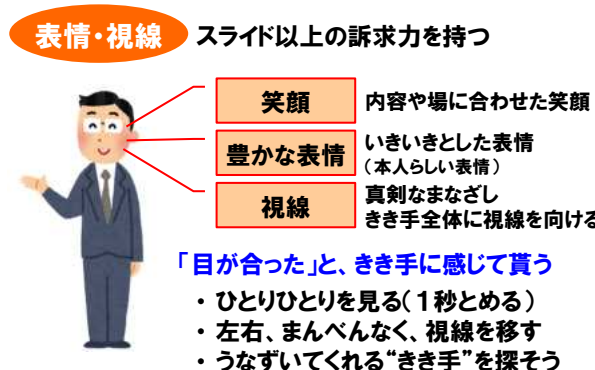 表情・視線 スライド以上の訴求力を持つ
笑顔 内容や場に合わせた笑顔
豊かな表情 いきいきとした表情
（本人らしい表情）
視線 真剣なまなざし
きき手全体に視線を向ける
「目が合った」と、きき手に感じて貰う
・ひとりひとりを見る（１秒とめる）
・左右、まんべんなく、視線を移す
・うなずいてくれる“きき手”を探そう